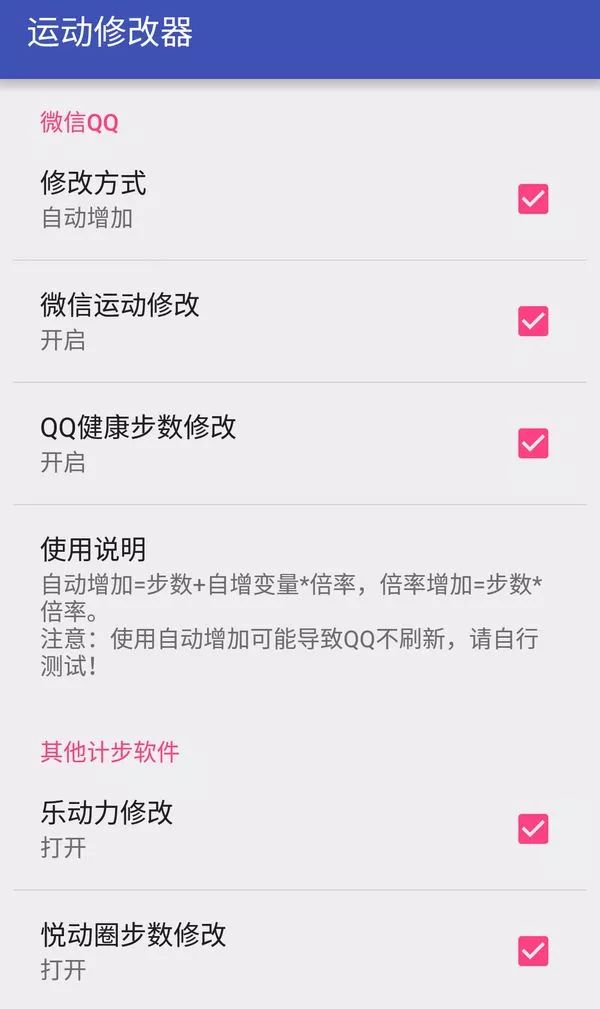 运动修改器
微信QQ
修改方式
自动增加
微信运动修改
开启
QQ健康步数修改
开启
使用说明
自动增加=步数+自增变量*倍率，倍率增加=步数*
倍率。
注意：使用自动增加可能导致QQ不刷新，请自行
测试！
其他计步软件
乐动力修改
打开
悦动圈步数修改
打开